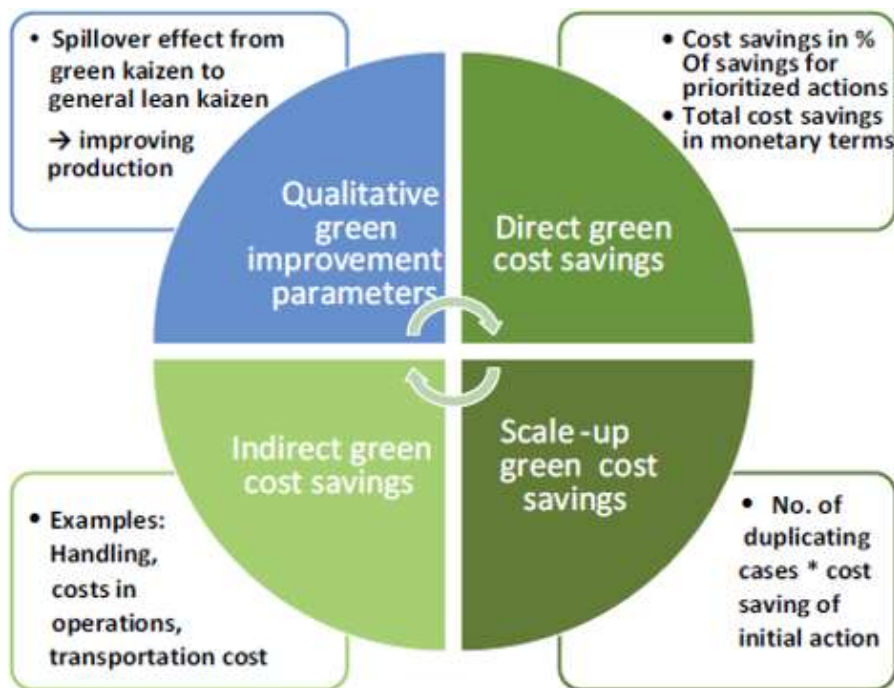 • Spillover effect from
green kaizen to
general lean kaizen
→ improving
production
• Cost savings in %
Of savings for
prioritized actions
• Total cost savings
in monetary terms
Qualitative
green
improvement
parameters
Direct green
cost savings
Indirect green
cost savings
Scale-up
green cost
savings
• Examples:
Handling,
costs in
operations,
transportation cost
• No. of
duplicating
cases * cost
saving of
initial action